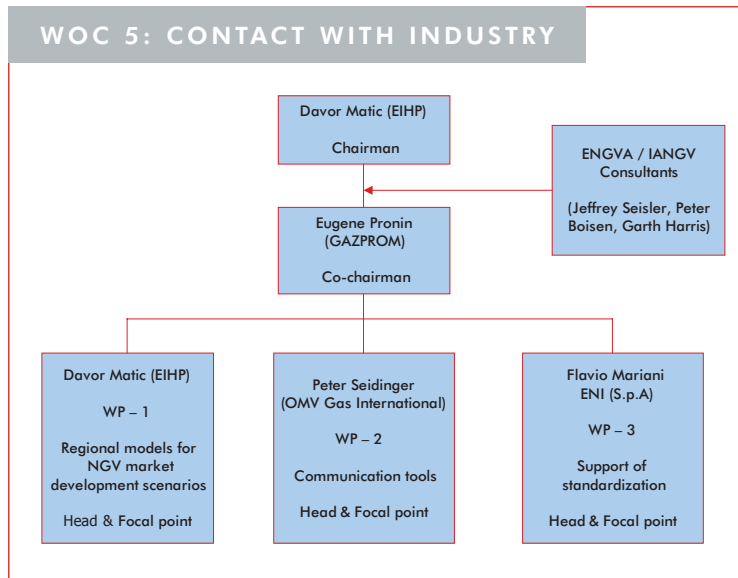 WOC 5: CONTACT WITH INDUSTRY
Davor Matic (EIHP)
Chairman
ENGVA / IANGV
Consultants
(Jeffrey Seisler, Peter
Boisen, Garth Harris)
Eugene Pronin
(GAZPROM)
Co-chairman
Davor Matic (EIHP)
WP – 1
Regional models for
NGV market
development scenarios
Head & Focal point
Peter Seidinger
(OMV Gas International)
WP – 2
Communication tools
Head & Focal point
Flavio Mariani
ENI (S.p.A)
WP – 3
Support of
standardization
Head & Focal point